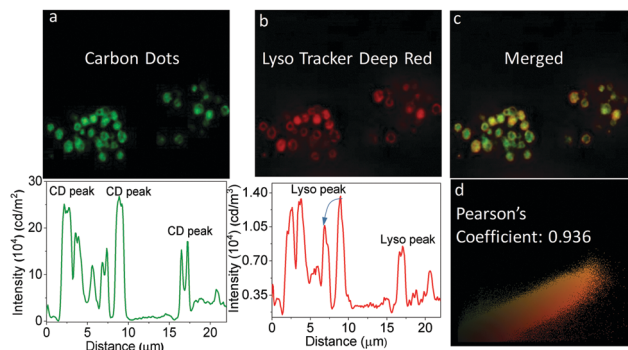 a
Carbon Dots
b
Lyso Tracker Deep Red
c
Merged
Intensity (10⁴) (cd/m²)
30
25
20
15
10
5
0
CD peak
CD peak
CD peak
0
5
10
15
20
Distance (μm)
Intensity (10⁴) (cd/m³)
1.40
1.05
0.70
0.35
Lyso peak
Lyso peak
0
5
10
15
20
Distance (μm)
d
Pearson's
Coefficient: 0.936